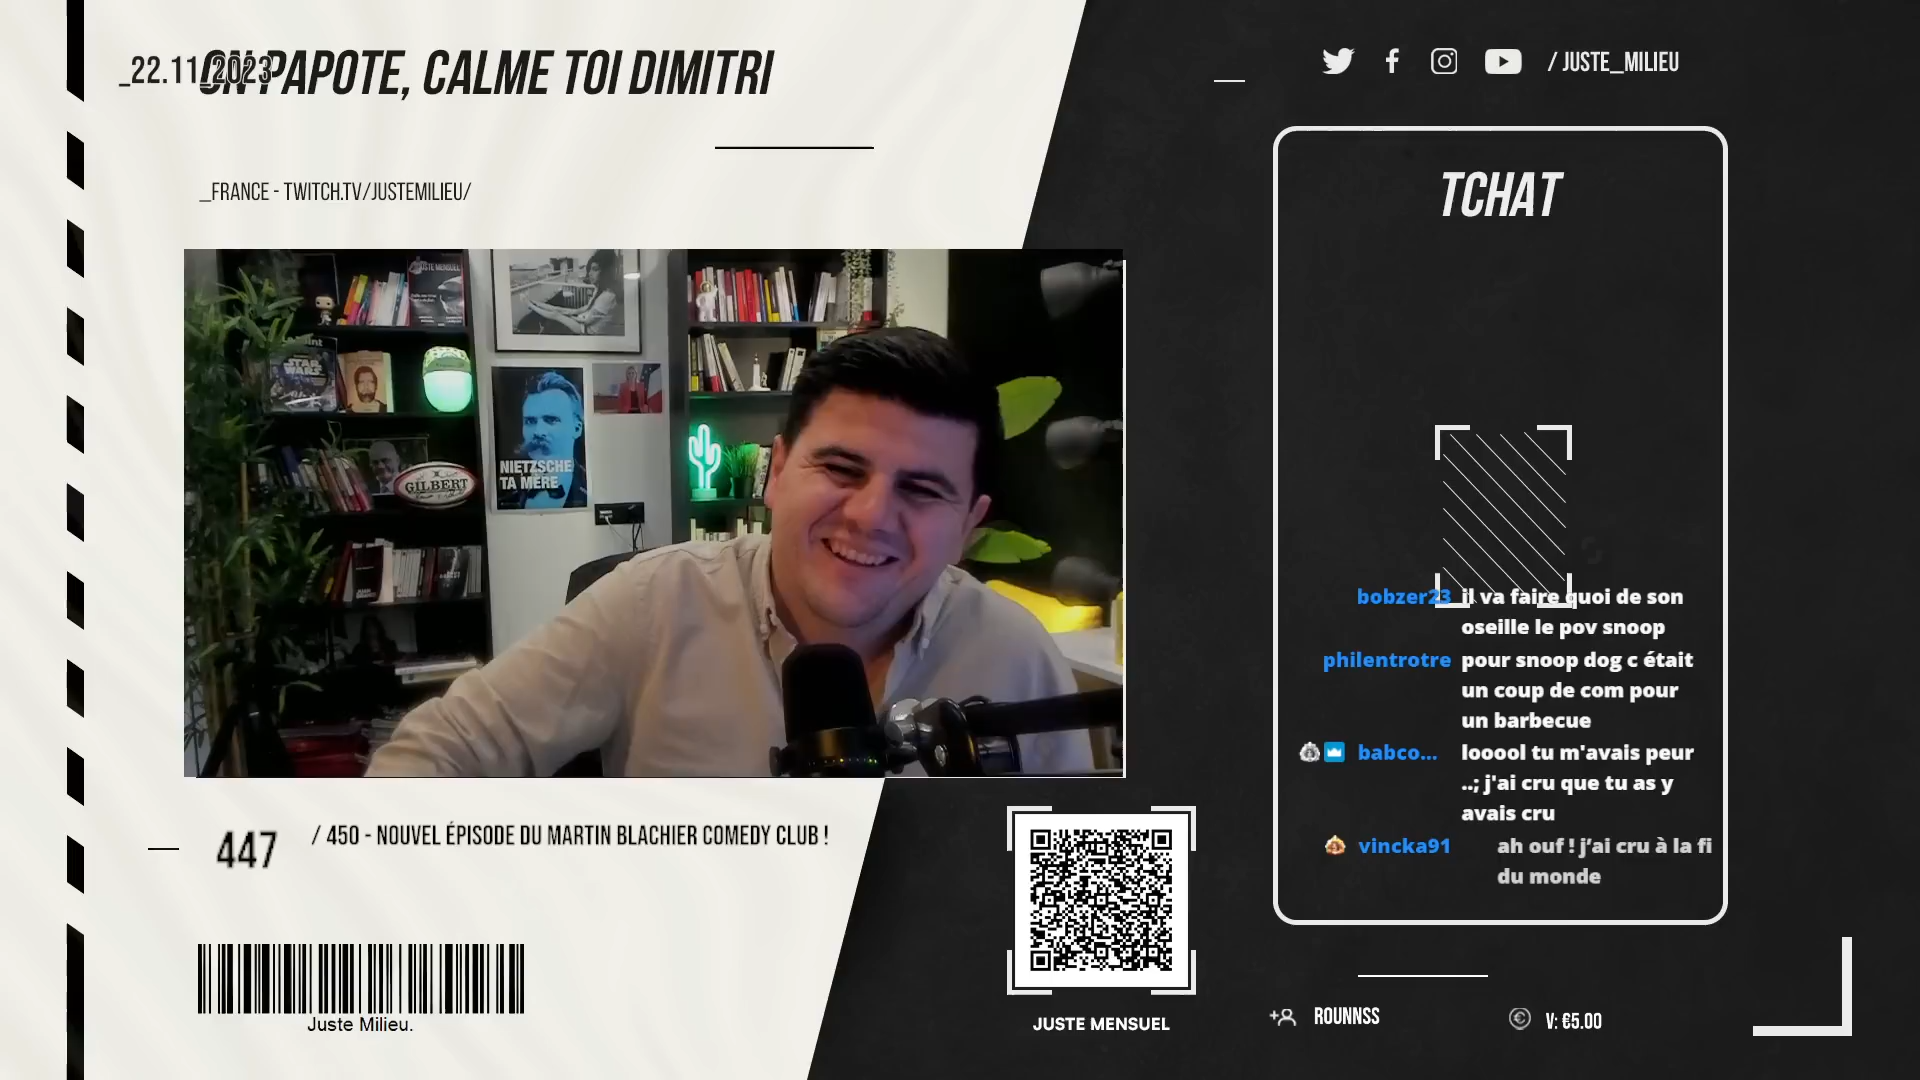 _22.11.2023
ON PAPOTE, CALME TOI DIMITRI
/ JUSTE_MILIEU
_FRANCE - TWITCH.TV/JUSTEMILIEU/
TCHAT
JUSTE MENSUEL
STAR
WARS
NIETZSCHE
TA MÈRE
GILBERT
bobzer23 il va faire quoi de son
oseille le pov snoop
philentrotre pour snoop dog c était
un coup de com pour
un barbecue
babco... looool tu m'avais peur
..; j'ai cru que tu as y
avais cru
vincka91 ah ouf ! j'ai cru à la fi
du monde
447 / 450 - NOUVEL ÉPISODE DU MARTIN BLACHIER COMEDY CLUB !
Juste Milieu.
JUSTE MENSUEL
ROUNNSS
V: €5.00